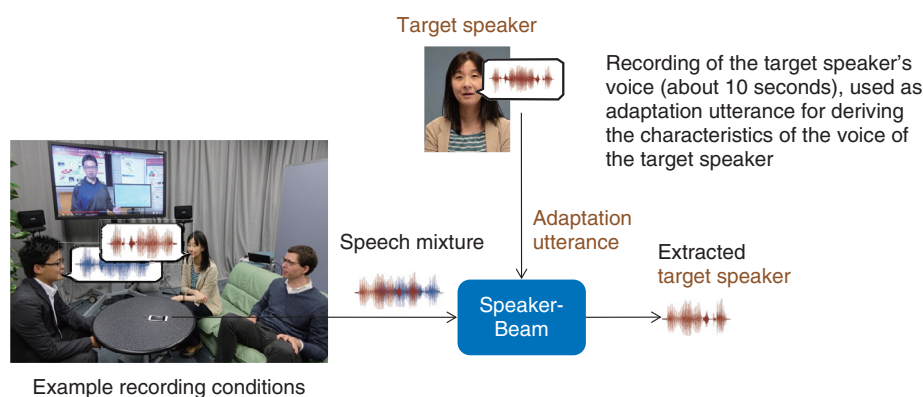 Target speaker
Recording of the target speaker's
voice (about 10 seconds), used as
adaptation utterance for deriving
the characteristics of the voice of
the target speaker
Speech mixture
Adaptation
utterance
Extracted
target speaker
Speaker-
Beam
Example recording conditions